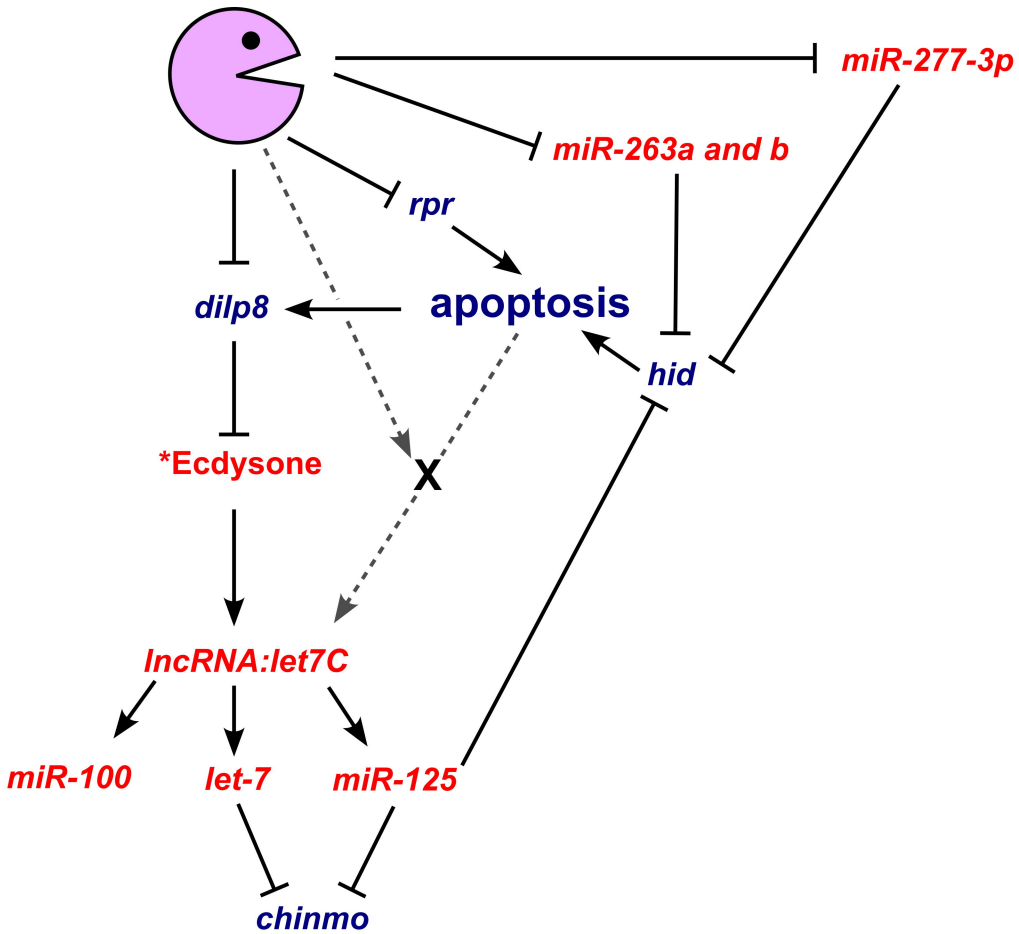 miR-277-3p
miR-263a and b
rpr
dilp8
apoptosis
hid
*Ecdysone
X
lncRNA:let7C
miR-100
let-7
miR-125
chinmo